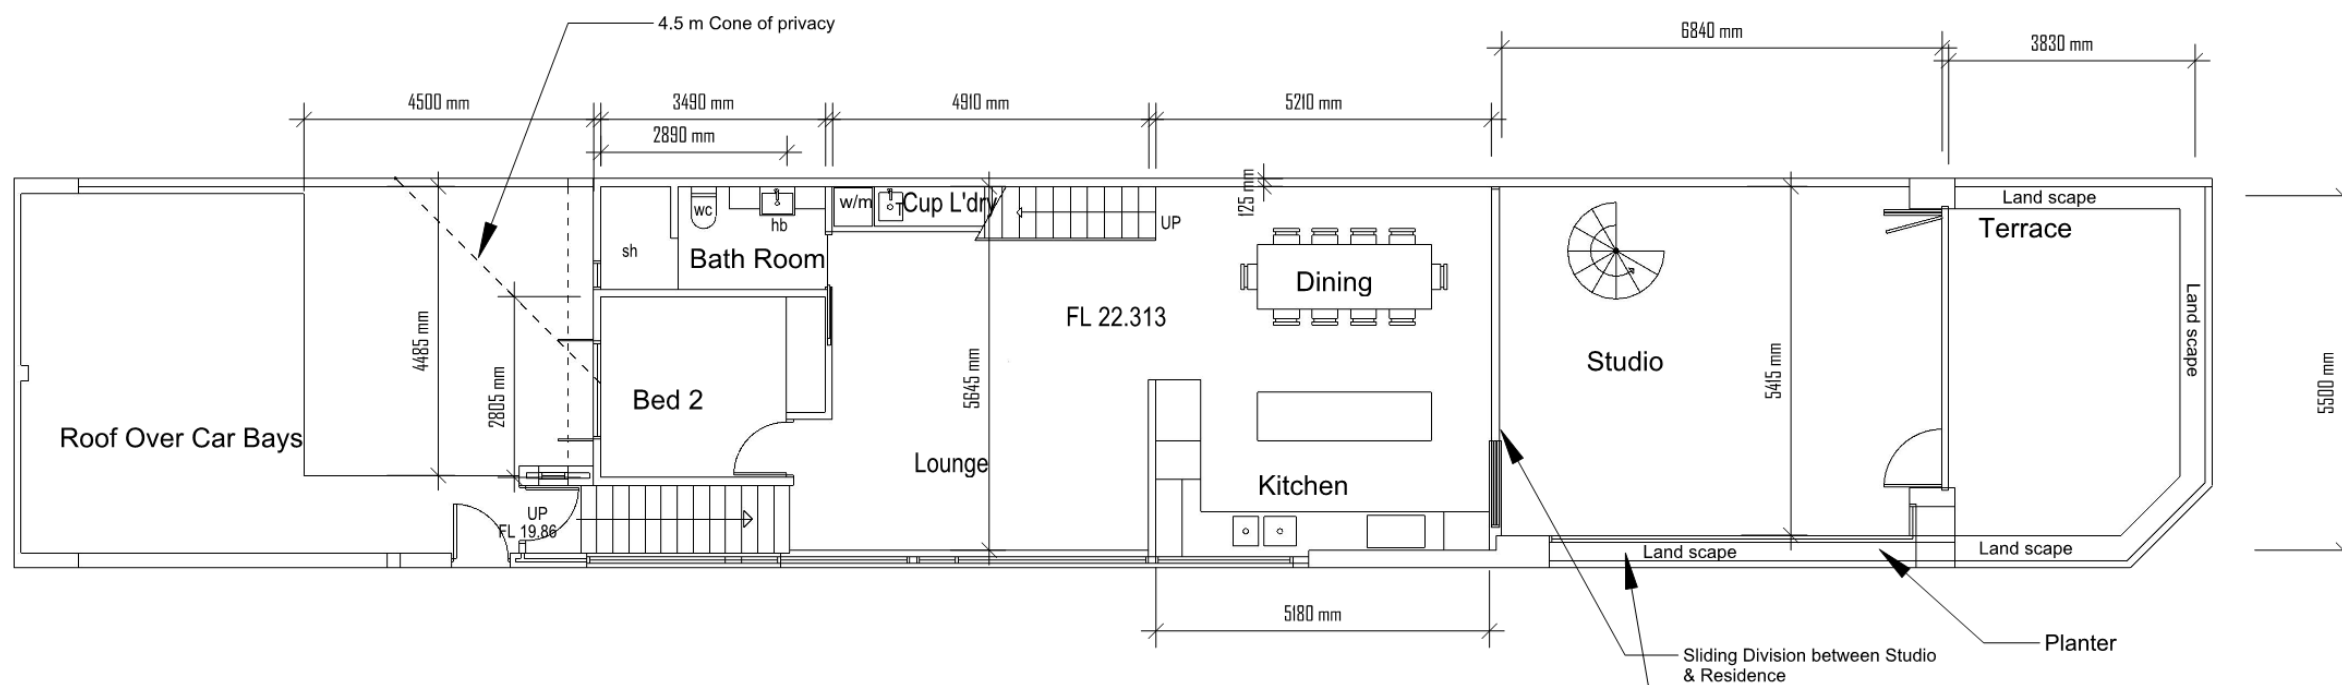 4.5 m Cone of privacy
6840 mm
3830 mm
4500 mm
3490 mm
4910 mm
5210 mm
2890 mm
125 mm
wc
hb
w/m
T
Cup L'dry
UP
Land scape
Terrace
sh
Bath Room
Dining
FL 22.313
Land scape
4485 mm
2805 mm
5645 mm
5415 mm
5500 mm
Studio
Bed 2
Roof Over Car Bays
Lounge
Kitchen
UP
FL 19.86
Land scape
Land scape
5180 mm
Planter
Sliding Division between Studio
& Residence